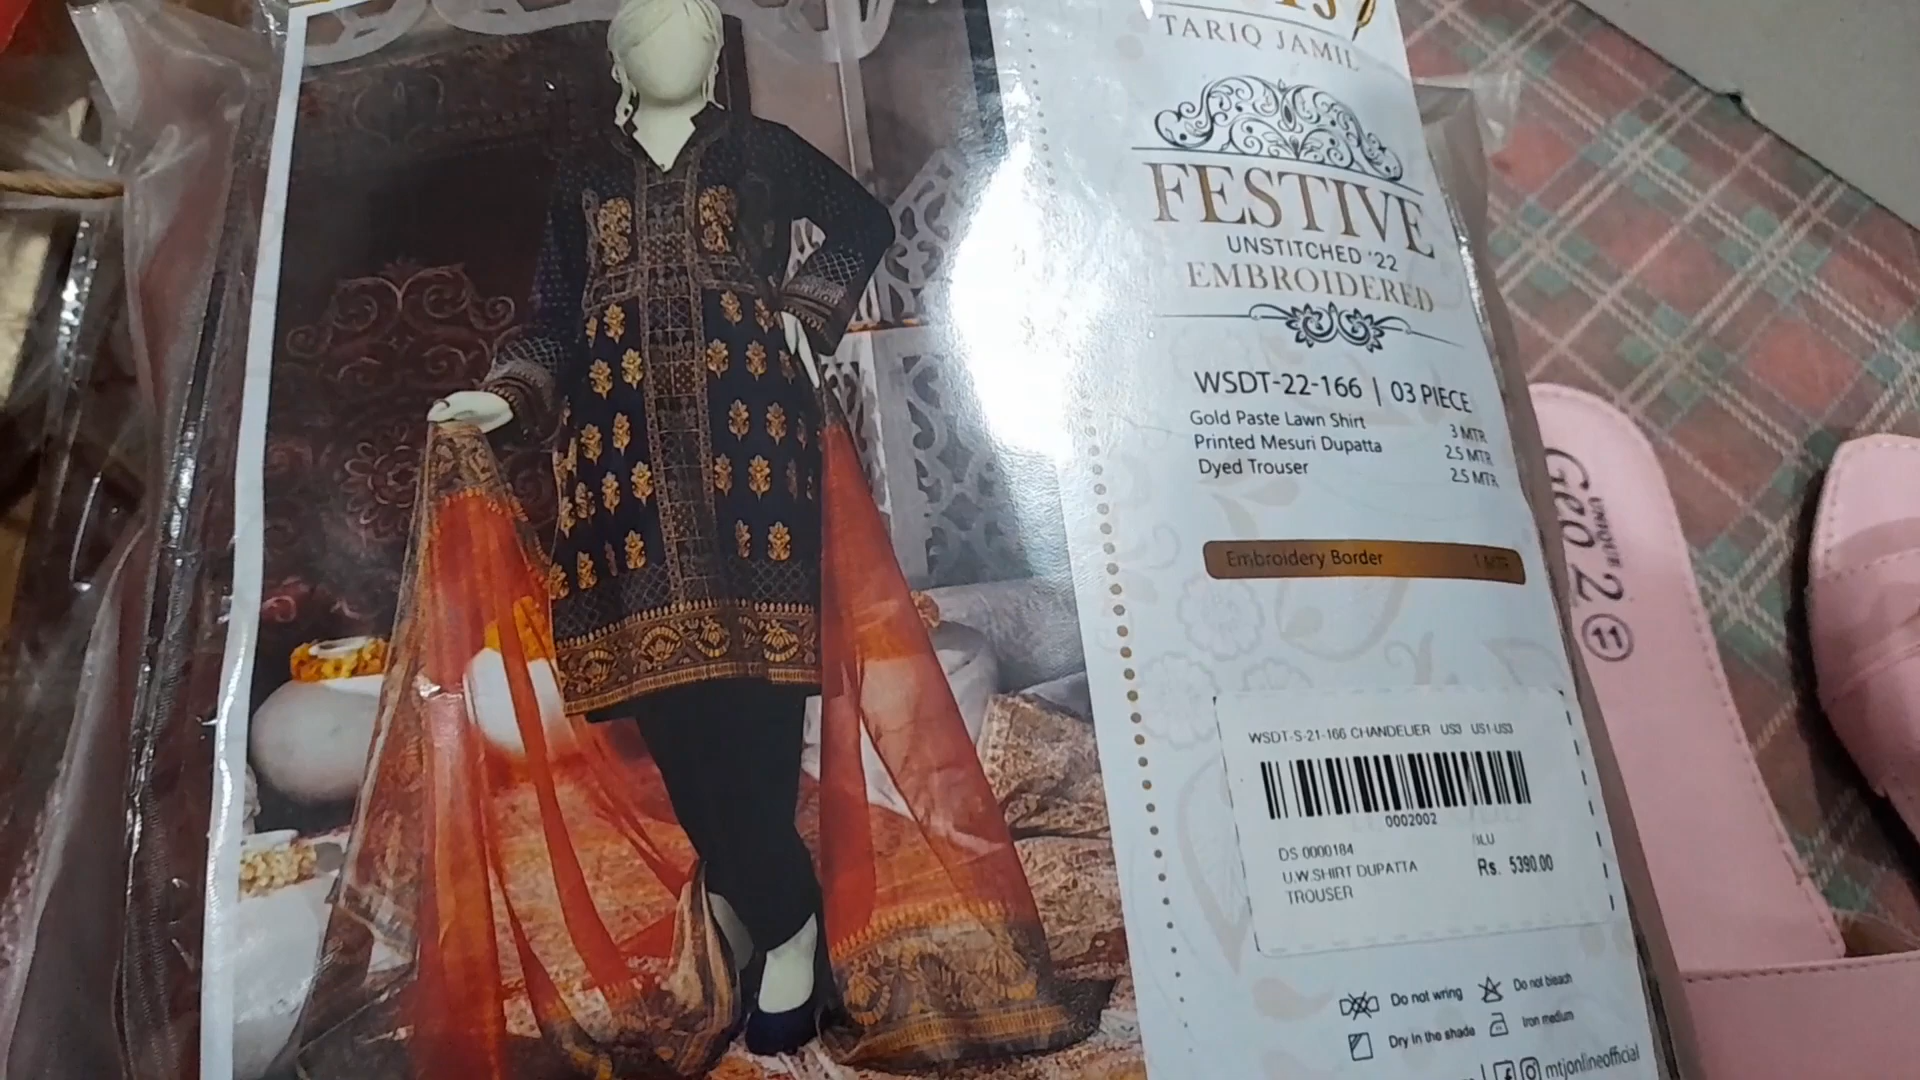 TARIQ JAMIL
FESTIVE
UNSTITCHED '22
EMBROIDERED
WSDT-22-166 | 03 PIECE
Gold Paste Lawn Shirt 3 MTR
Printed Mesuri Dupatta 2.5 MTR
Dyed Trouser 2.5 MTR
Embroidery Border 1 MTR
WSDT-S-21-166 CHANDELIER US3 US1-US3
0002002
DS 0000184
U.W.SHIRT DUPATTA
TROUSER
Rs. 5390.00
Do not wring
Do not bleach
Dry in the shade
Iron medium
mtjonlineofficial
UNIQUE
Geo 2
11